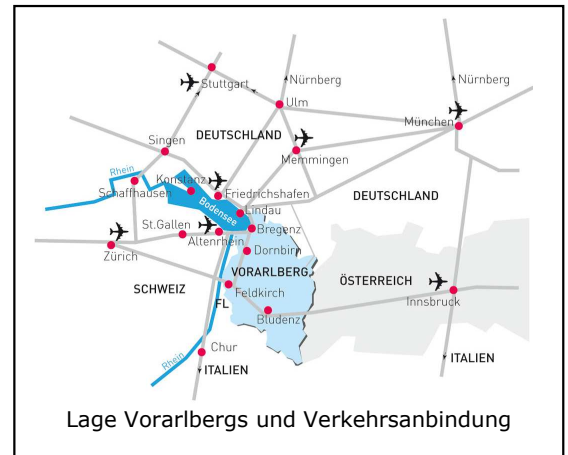 Stuttgart
Nürnberg
Nürnberg
Ulm
München
Singen
DEUTSCHLAND
Memmingen
Rhein
Konstanz
Schaffhausen
Friedrichshafen
DEUTSCHLAND
Bodensee
Lindau
St.Gallen
Bregenz
Altenrhein
Dornbirn
Zürich
VORARLBERG
ÖSTERREICH
SCHWEIZ
Feldkirch
FL
Innsbruck
Bludenz
Chur
Rhein
ITALIEN
ITALIEN
Lage Vorarlbergs und Verkehrsanbindung